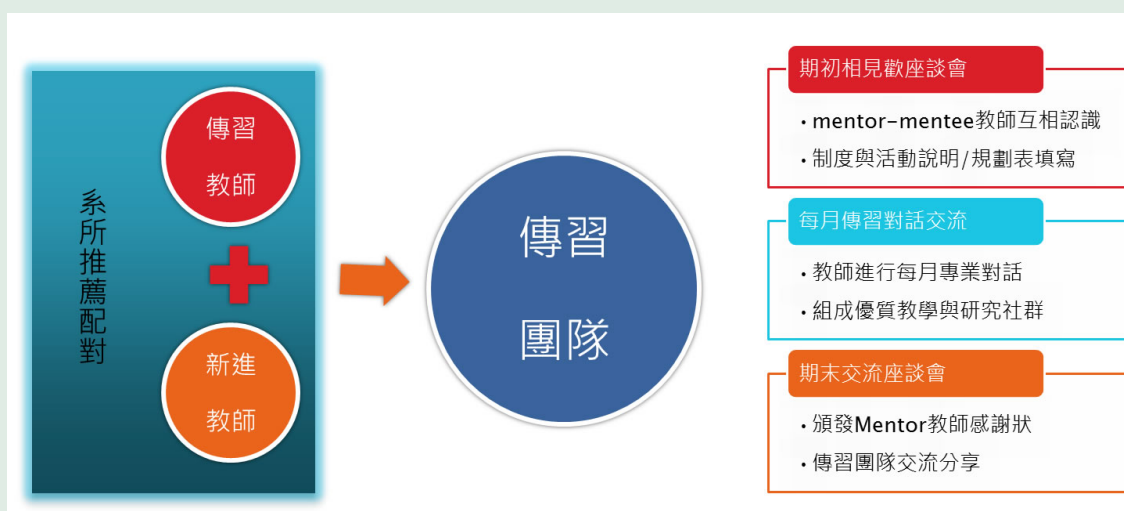 系所推薦配對
傳習
教師
新進
教師
傳習
團隊
期初相見歡座談會
•mentor-mentee教師互相認識
•制度與活動說明/規劃表填寫
每月傳習對話交流
•教師進行每月專業對話
•組成優質教學與研究社群
期末交流座談會
•頒發Mentor教師感謝狀
•傳習團隊交流分享